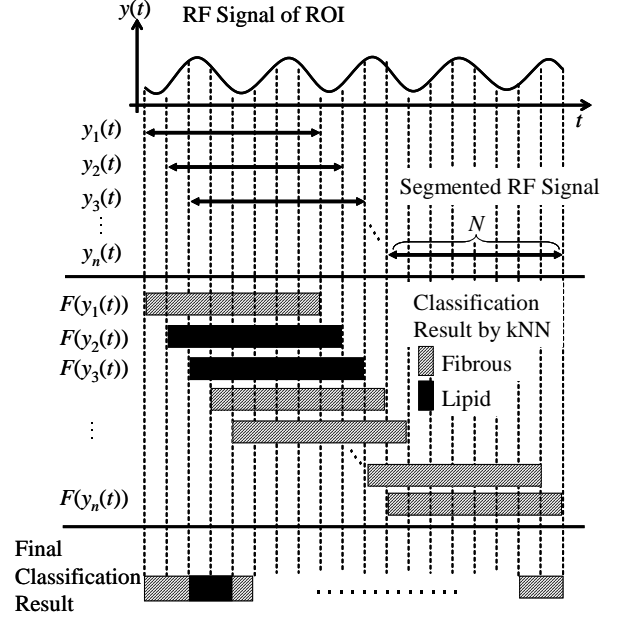 y(t)
RF Signal of ROI
t
y1(t)
y2(t)
y3(t)
Segmented RF Signal
N
yn(t)
F(y1(t))
F(y2(t))
F(y3(t))
Classification
Result by kNN
Fibrous
Lipid
F(yn(t))
Final
Classification
Result